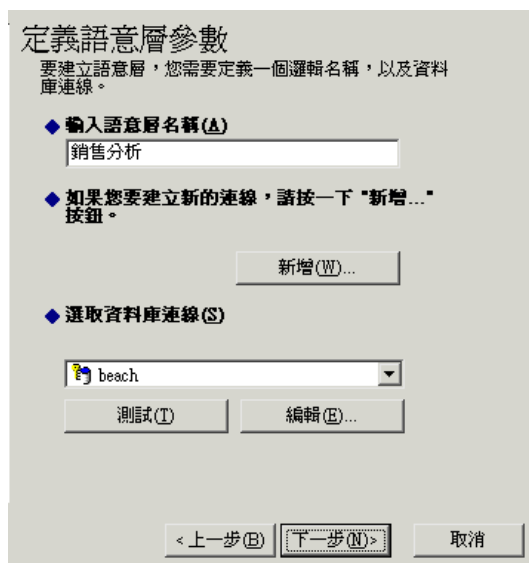 定義語意層參數
要建立語意層，您需要定義一個邏輯名稱，以及資料
庫連線。
輸入語意層名稱(A)
銷售分析
如果您要建立新的連線，請按一下 "新增..."
按鈕。
新增(W)...
選取資料庫連線(S)
beach
測試(T)
編輯(E)...
<上一步(B)
下一步(N)>
取消